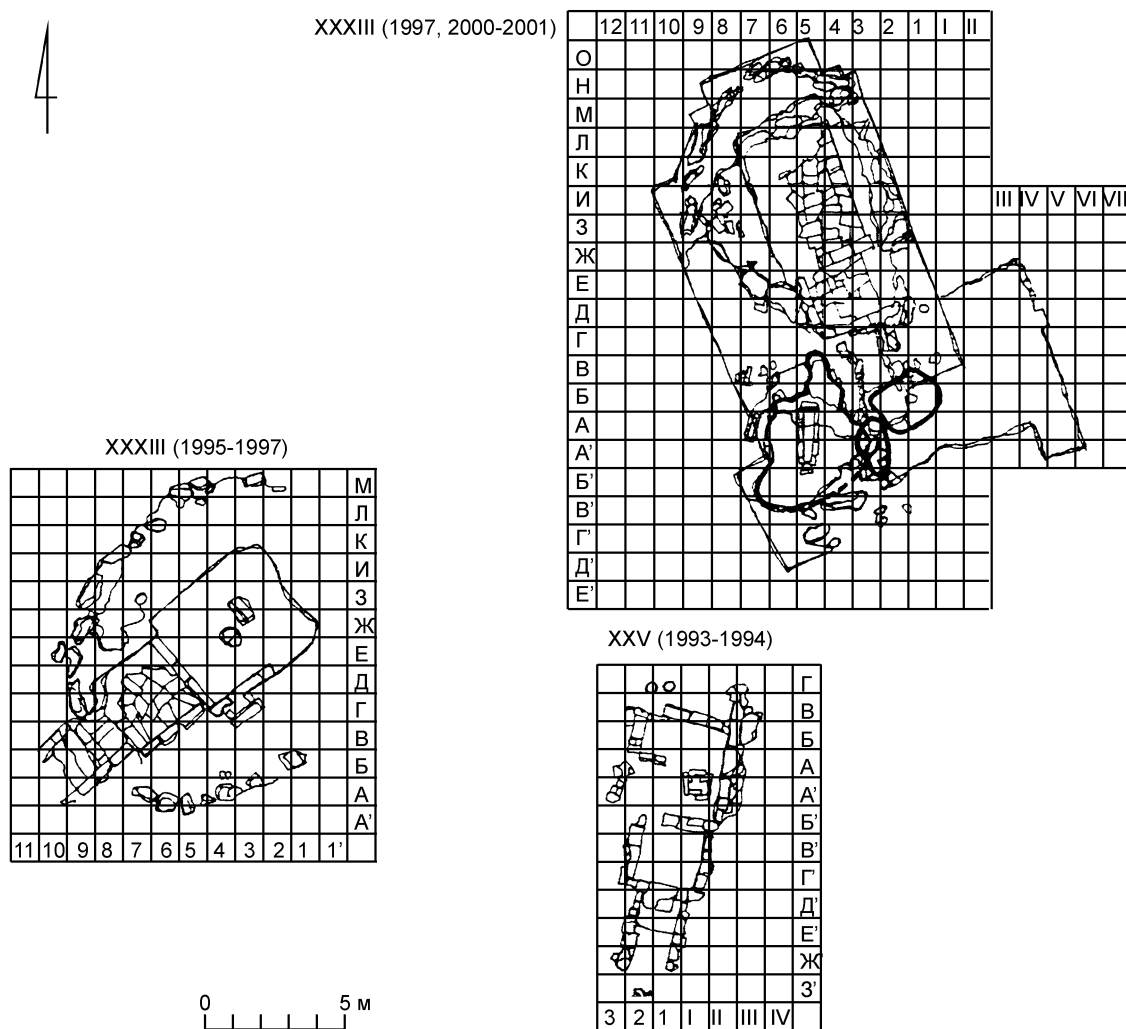 XXXIII (1997, 2000-2001)
12 11 10 9 8 7 6 5 4 3 2 1 I II
О
Н
М
Л
К
И
III IV V VI VII
З
Ж
Е
Д
Г
В
Б
А
А'
Б'
В'
Г'
Д'
Е'
XXXIII (1995-1997)
М
Л
К
И
З
Ж
Е
Д
Г
В
Б
А
А'
11 10 9 8 7 6 5 4 3 2 1 1'
XXV (1993-1994)
Г
В
Б
А
А'
Б'
В'
Г'
Д'
Е'
Ж'
З'
3 2 1 I II III IV
0 5 м